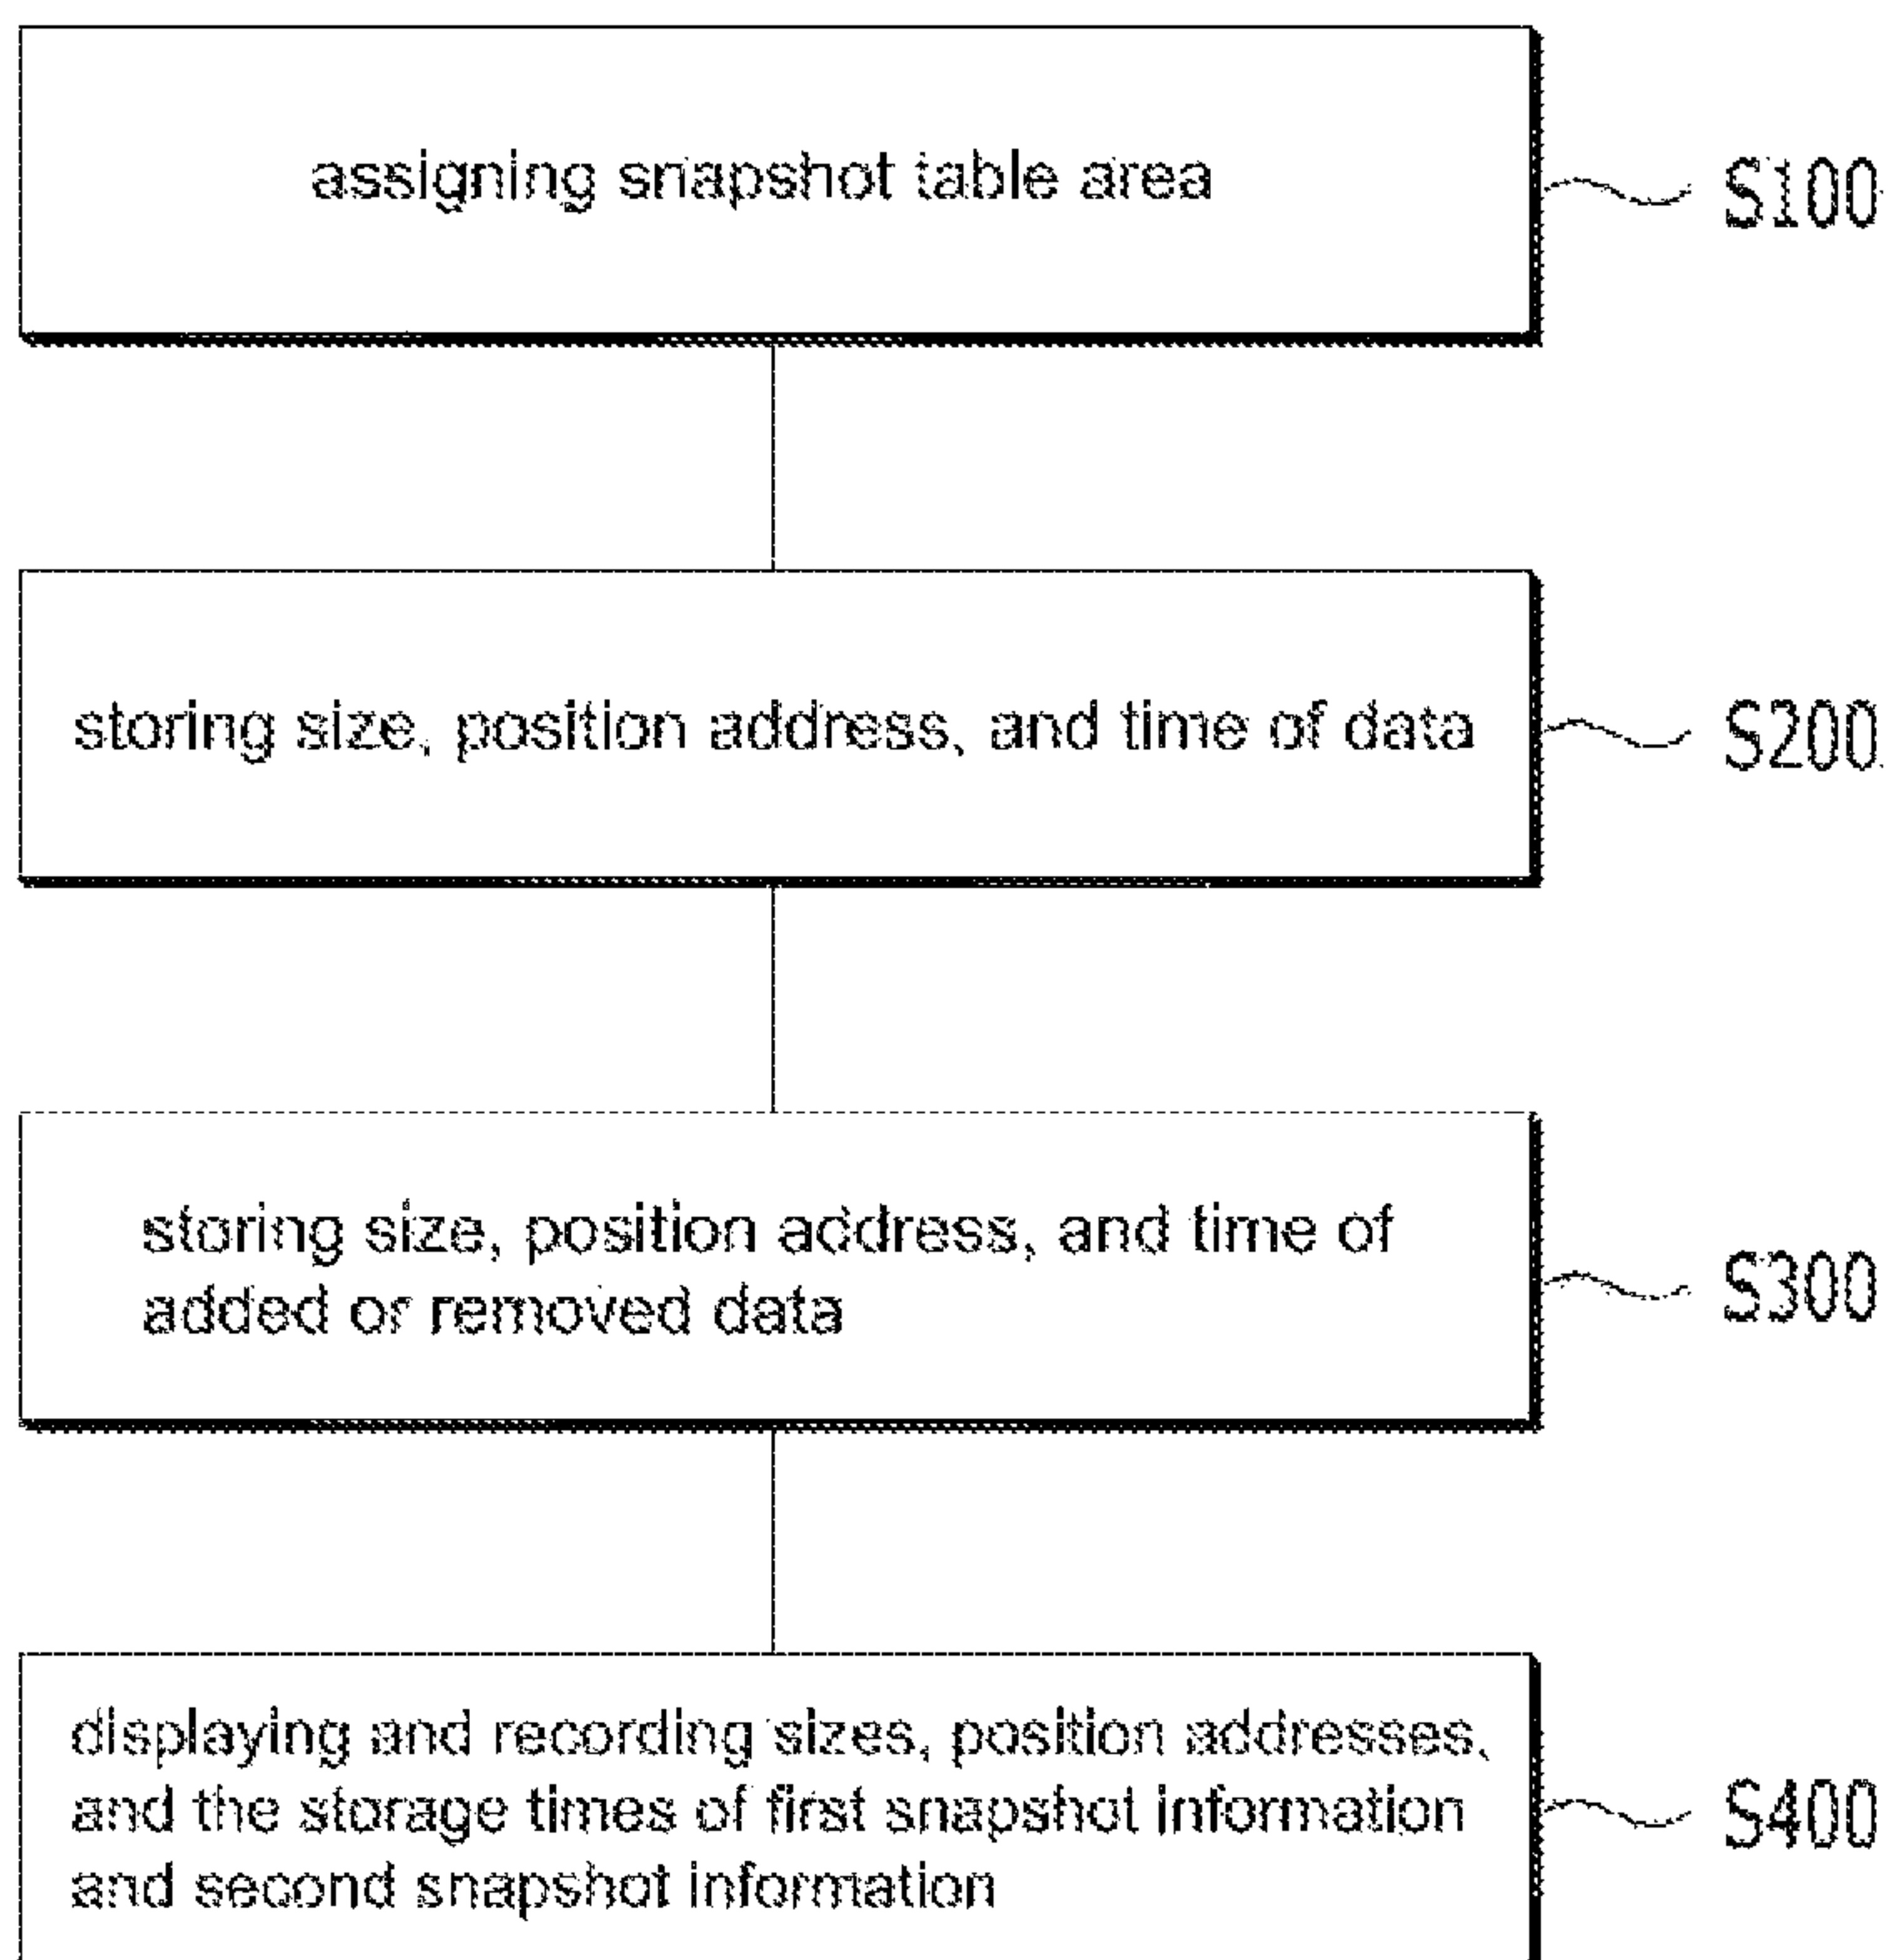 assigning snapshot table area
S100
storing size, position address, and time of data
S200
storing size, position address, and time of
added or removed data
S300
displaying and recording sizes, position addresses,
and the storage times of first snapshot information
and second snapshot information
S400